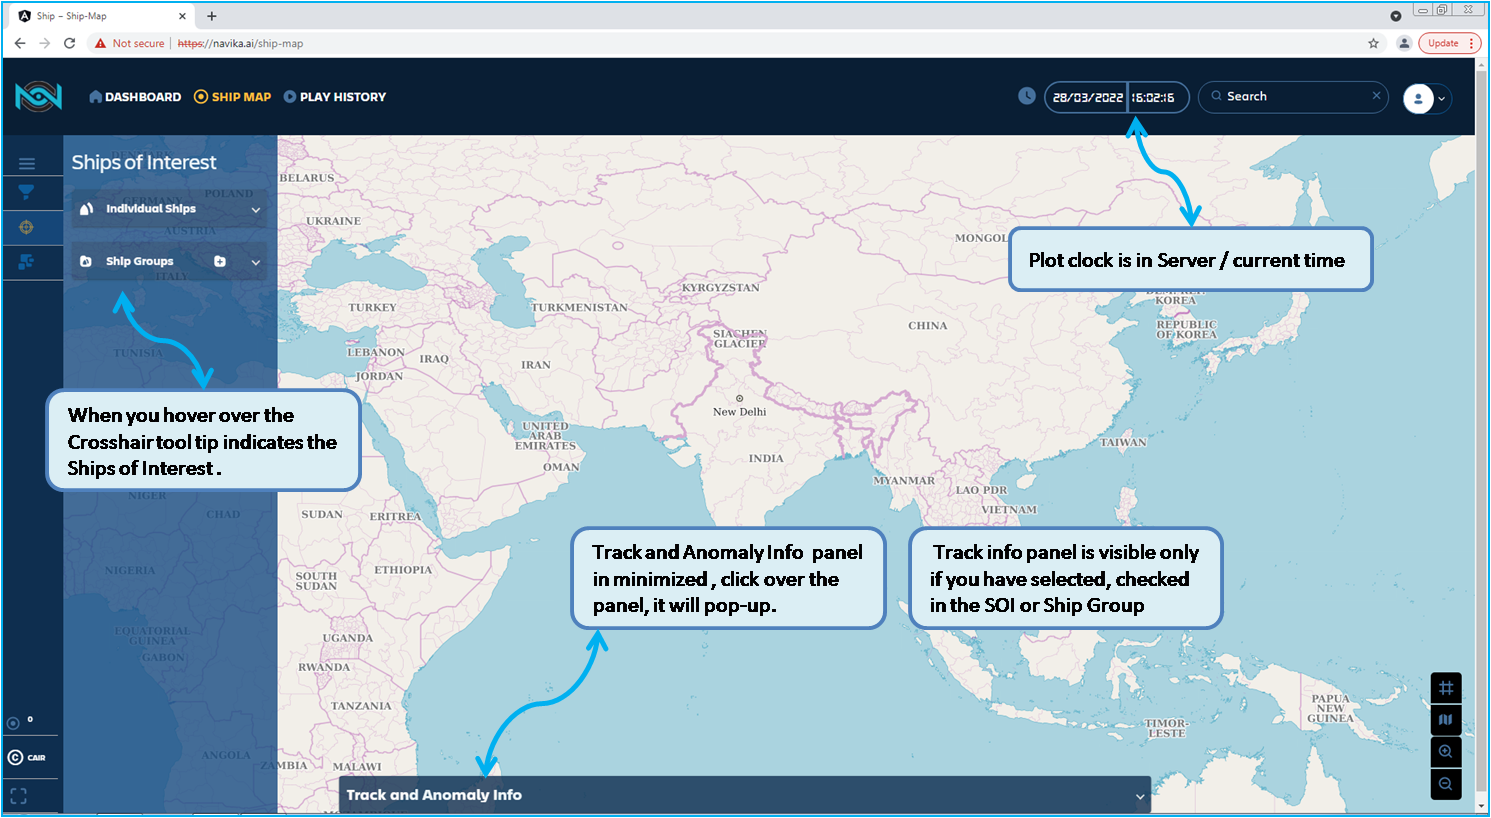 Ship – Ship-Map
Not secure | https://navika.ai/ship-map
Update
DASHBOARD
SHIP MAP
PLAY HISTORY
28/03/2022 16:02:16
Search
Ships of Interest
Individual Ships
Ship Groups
GERMANY
POLAND
AUSTRIA
ITALY
TUNISIA
NIGER
CHAD
NIGERIA
EQUATORIAL
GUINEA
GABON
ANGOLA
BELARUS
UKRAINE
MONGOL
KYRGYZSTAN
TURKMENISTAN
TURKEY
LEBANON
IRAQ
JORDAN
IRAN
SIACHEN
GLACIER
CHINA
KOREA
REPUBLIC
OF KOREA
New Delhi
UNITED
ARAB
EMIRATES
OMAN
INDIA
TAIWAN
MYANMAR
LAO PDR
VIETNAM
SUDAN
ERITREA
ETHIOPIA
SOUTH
SUDAN
UGANDA
RWANDA
TANZANIA
ZAMBIA
MALAWI
PAPUA
NEW
GUINEA
TIMOR-
LESTE
Plot clock is in Server / current time
When you hover over the
Crosshair tool tip indicates the
Ships of Interest .
Track and Anomaly Info panel
in minimized , click over the
panel, it will pop-up.
Track info panel is visible only
if you have selected, checked
in the SOI or Ship Group
0
© CAIR
Track and Anomaly Info